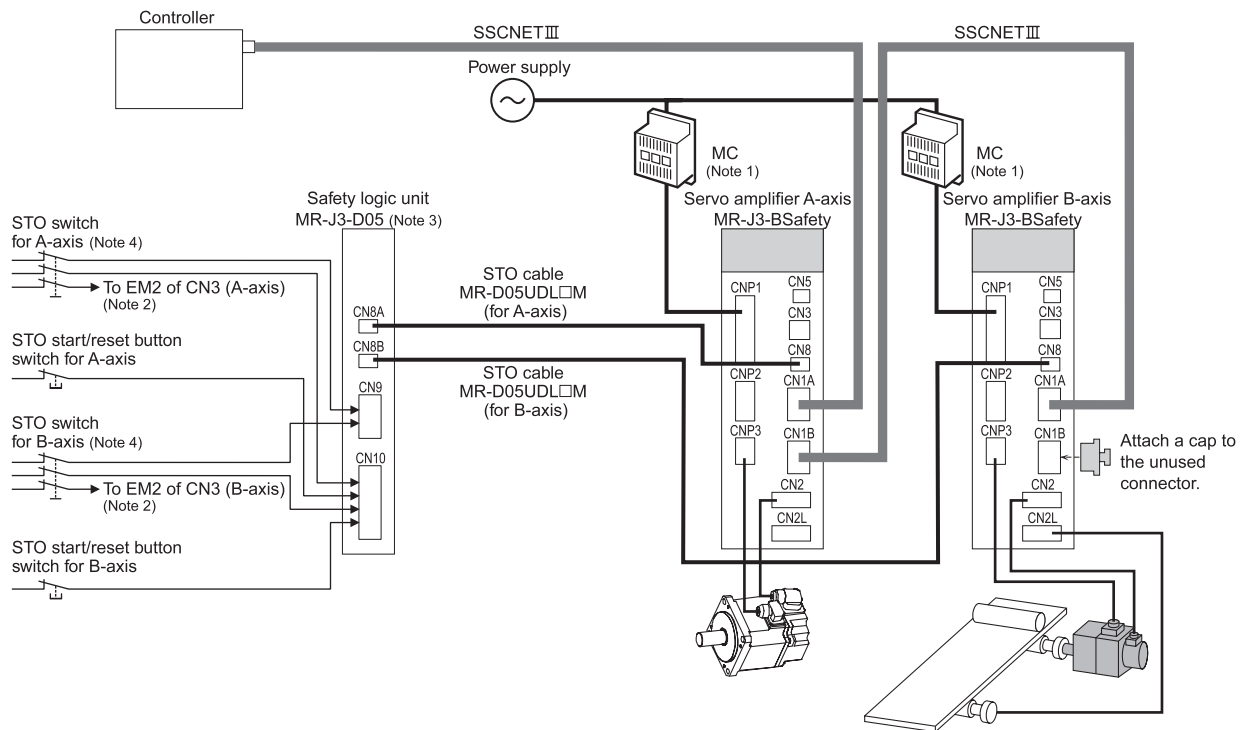 Controller
SSCNETⅢ
SSCNETⅢ
Power supply
MC
(Note 1)
MC
(Note 1)
Safety logic unit
MR-J3-D05 (Note 3)
Servo amplifier A-axis
MR-J3-BSafety
Servo amplifier B-axis
MR-J3-BSafety
STO switch
for A-axis (Note 4)
To EM2 of CN3 (A-axis)
(Note 2)
STO start/reset button
switch for A-axis
STO switch
for B-axis (Note 4)
To EM2 of CN3 (B-axis)
(Note 2)
STO start/reset button
switch for B-axis
CN8A
CN8B
CN9
CN10
STO cable
MR-D05UDL□M
(for A-axis)
STO cable
MR-D05UDL□M
(for B-axis)
CNP1
CNP2
CNP3
CN5
CN3
CN8
CN1A
CN1B
CN2
CN2L
CNP1
CNP2
CNP3
CN5
CN3
CN8
CN1A
CN1B
CN2
CN2L
Attach a cap to
the unused
connector.